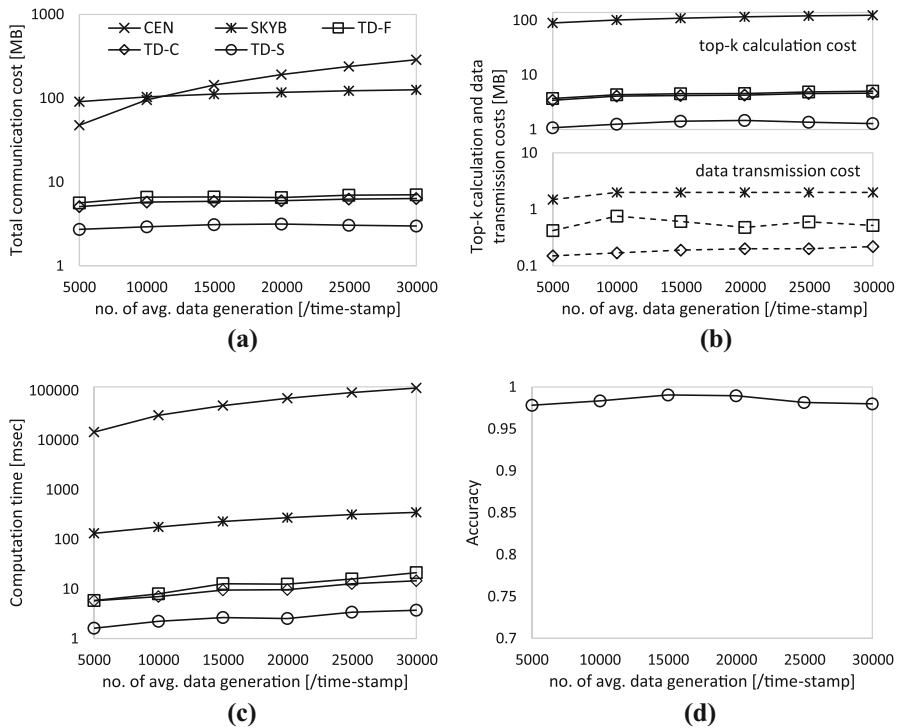 Total communication cost [MB]
1000
100
10
1
CEN SKYB TD-F
TD-C TD-S
5000 10000 15000 20000 25000 30000
no. of avg. data generation [/time-stamp]
(a)
Top-k calculation and data
transmission costs [MB]
100
10
1
top-k calculation cost
10
1
0.1
data transmission cost
5000 10000 15000 20000 25000 30000
no. of avg. data generation [/time-stamp]
(b)
Computation time [msec]
100000
10000
1000
100
10
1
5000 10000 15000 20000 25000 30000
no. of avg. data generation [/time-stamp]
(c)
Accuracy
1
0.95
0.9
0.85
0.8
0.75
0.7
5000 10000 15000 20000 25000 30000
no. of avg. data generation [/time-stamp]
(d)